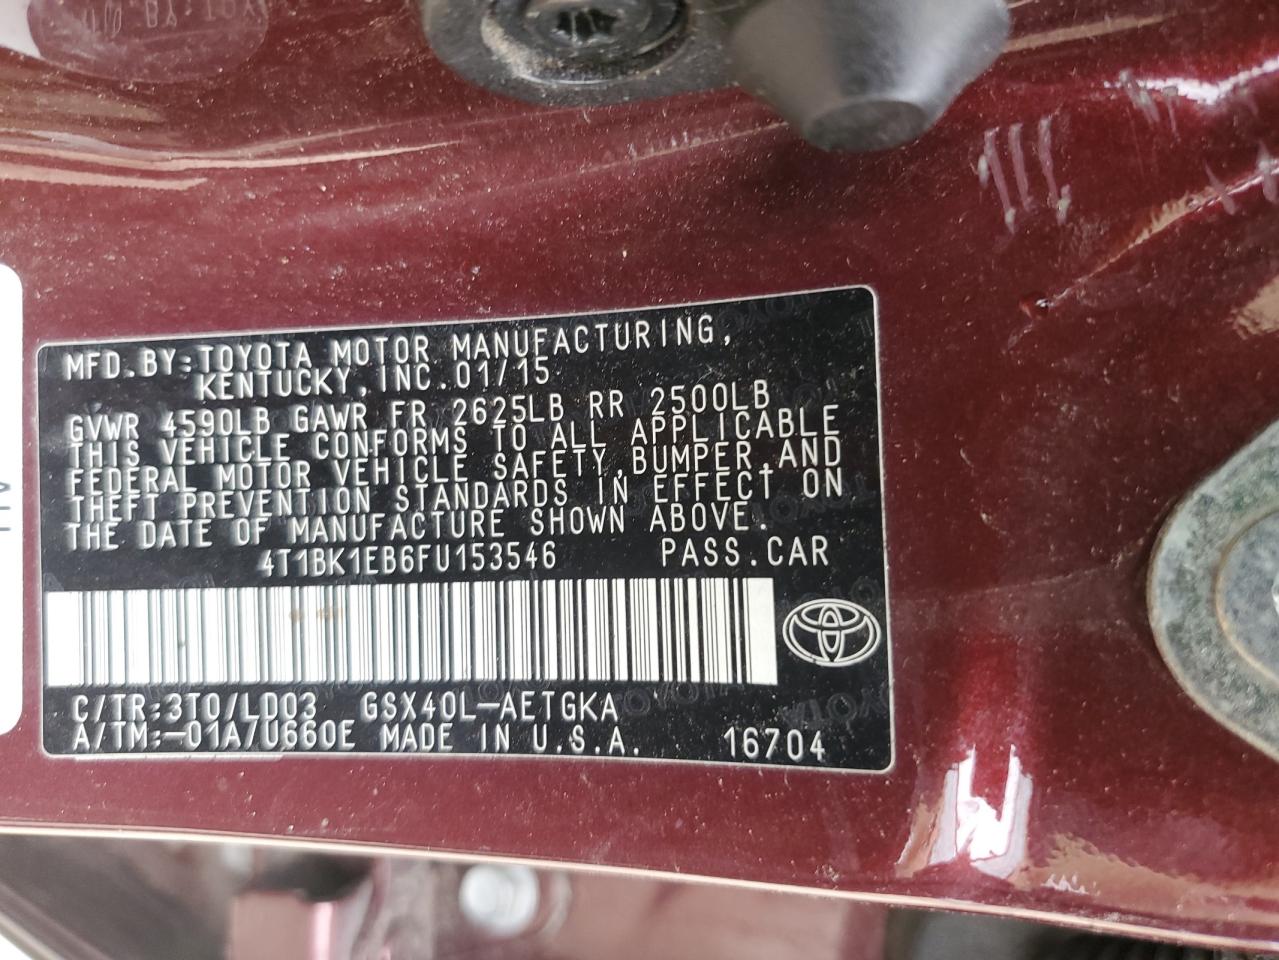 MFD.BY:TOYOTA MOTOR MANUFACTURING,
KENTUCKY,INC.01/15
GVWR 4590LB GAWR FR 2625LB RR 2500LB
THIS VEHICLE CONFORMS TO ALL APPLICABLE
FEDERAL MOTOR VEHICLE SAFETY,BUMPER,AND
THEFT PREVENTION STANDARDS IN EFFECT ON
THE DATE OF MANUFACTURE SHOWN ABOVE.
4T1BK1EB6FU153546 PASS.CAR
C/TR:3T0/LD03 GSX40L-AETGKA
A/TM:-01A/U660E MADE IN U.S.A. 16704